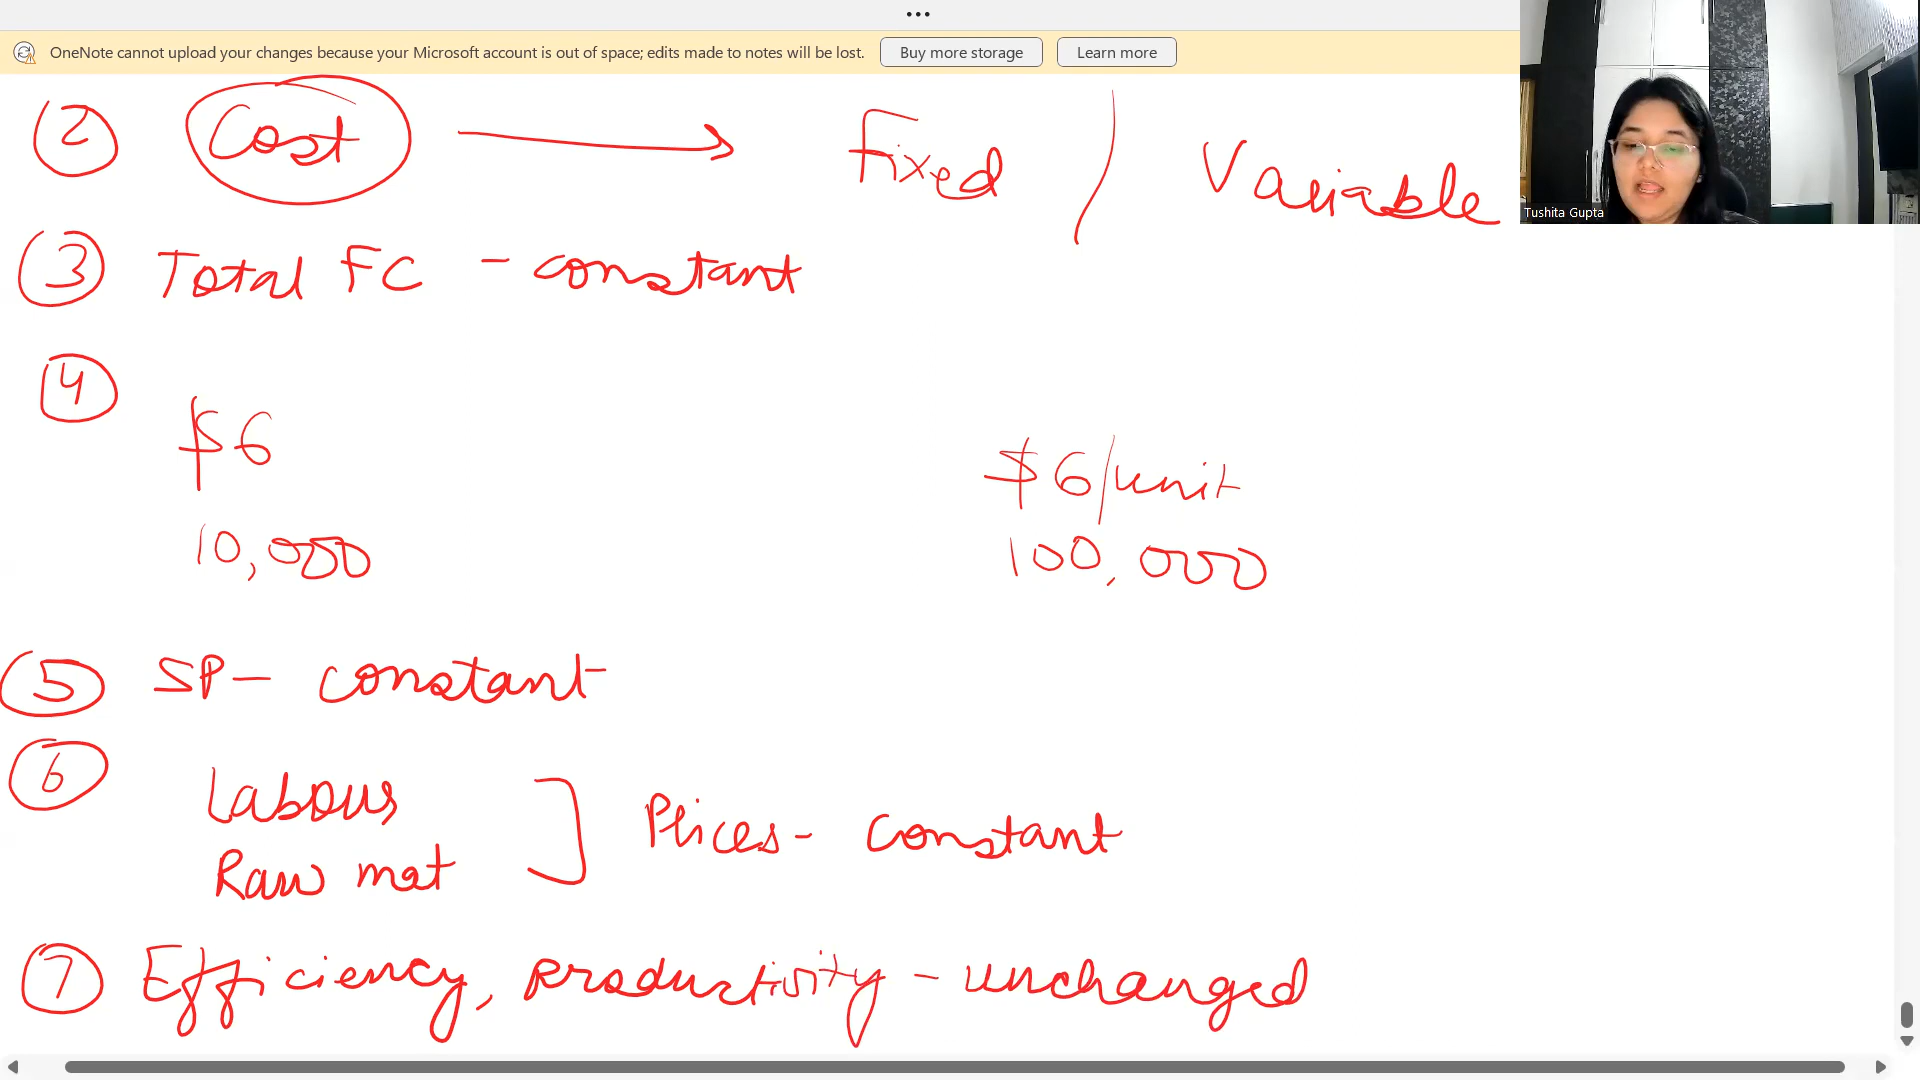 •••
OneNote cannot upload your changes because your Microsoft account is out of space; edits made to notes will be lost. Buy more storage Learn more
2 Cost → Fixed / Variable
Tushita Gupta
3 Total FC - constant
4
$6 $6/unit
10,000 100,000
5 SP - constant
6 Labour
Raw mat ] Prices - constant
7 Efficiency, productivity - unchanged